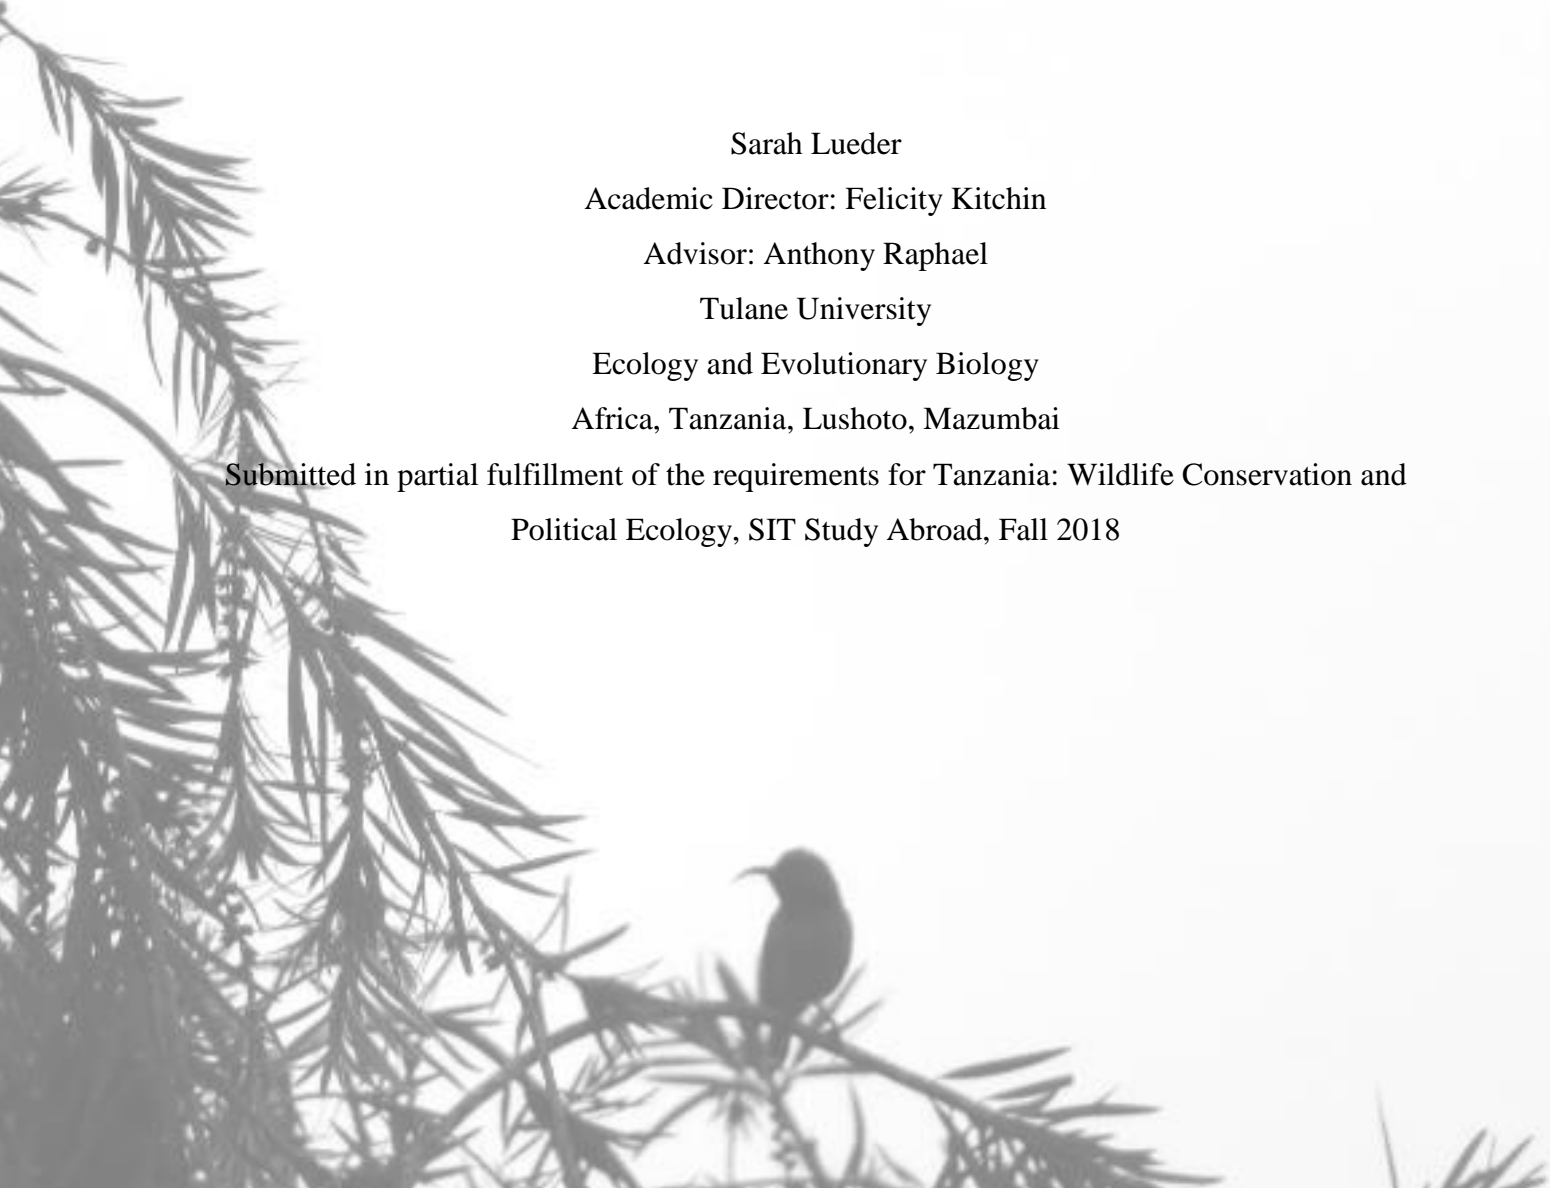 Sarah Lueder
Academic Director: Felicity Kitchin
Advisor: Anthony Raphael
Tulane University
Ecology and Evolutionary Biology
Africa, Tanzania, Lushoto, Mazumbai
Submitted in partial fulfillment of the requirements for Tanzania: Wildlife Conservation and
Political Ecology, SIT Study Abroad, Fall 2018